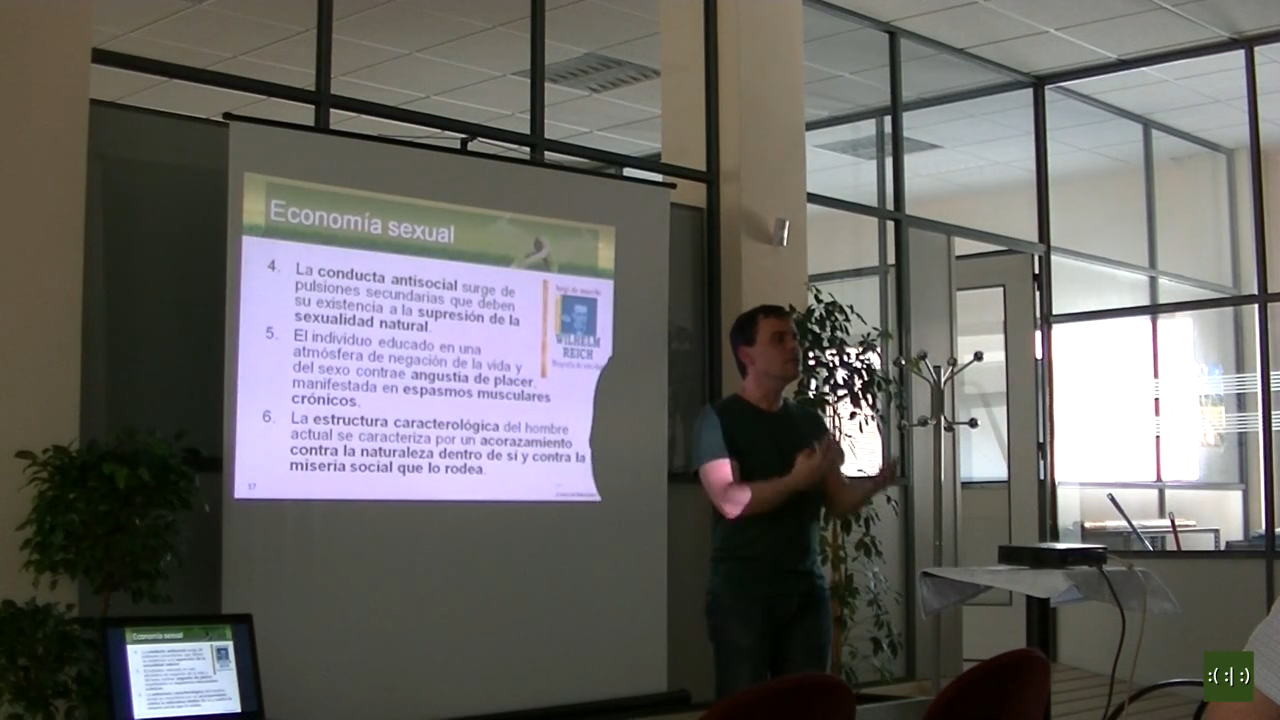 Economía sexual
4. La conducta antisocial surge de
pulsiones secundarias que deben
su existencia a la supresión de la
sexualidad natural.
5. El individuo educado en una
atmósfera de negación de la vida y
del sexo contrae angustia de placer,
manifestada en espasmos musculares
crónicos.
6. La estructura caracterológica del hombre
actual se caracteriza por un acorazamiento
contra la naturaleza dentro de sí y contra la
miseria social que lo rodea.
WILHELM
REICH
17
Economía sexual
:( :| :)